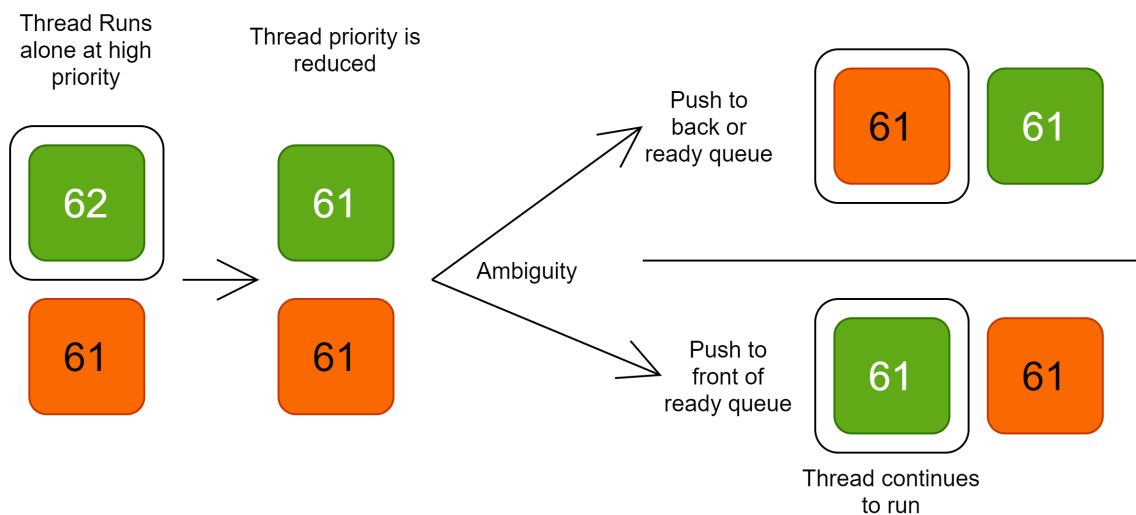 Thread Runs
alone at high
priority
62
61
Thread priority is
reduced
61
61
Ambiguity
Push to
back or
ready queue
61
61
Push to
front of
ready queue
61
61
Thread continues
to run